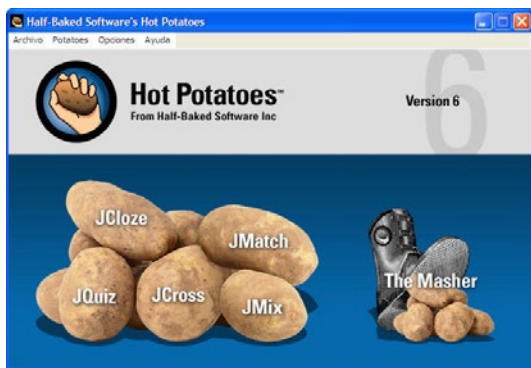 Half-Baked Software's Hot Potatoes
Archivo Potatoes Opciones Ayuda
Hot Potatoes™
From Half-Baked Software Inc
Version 6
6
JCloze
JMatch
JQuiz
JCross
JMix
The Masher